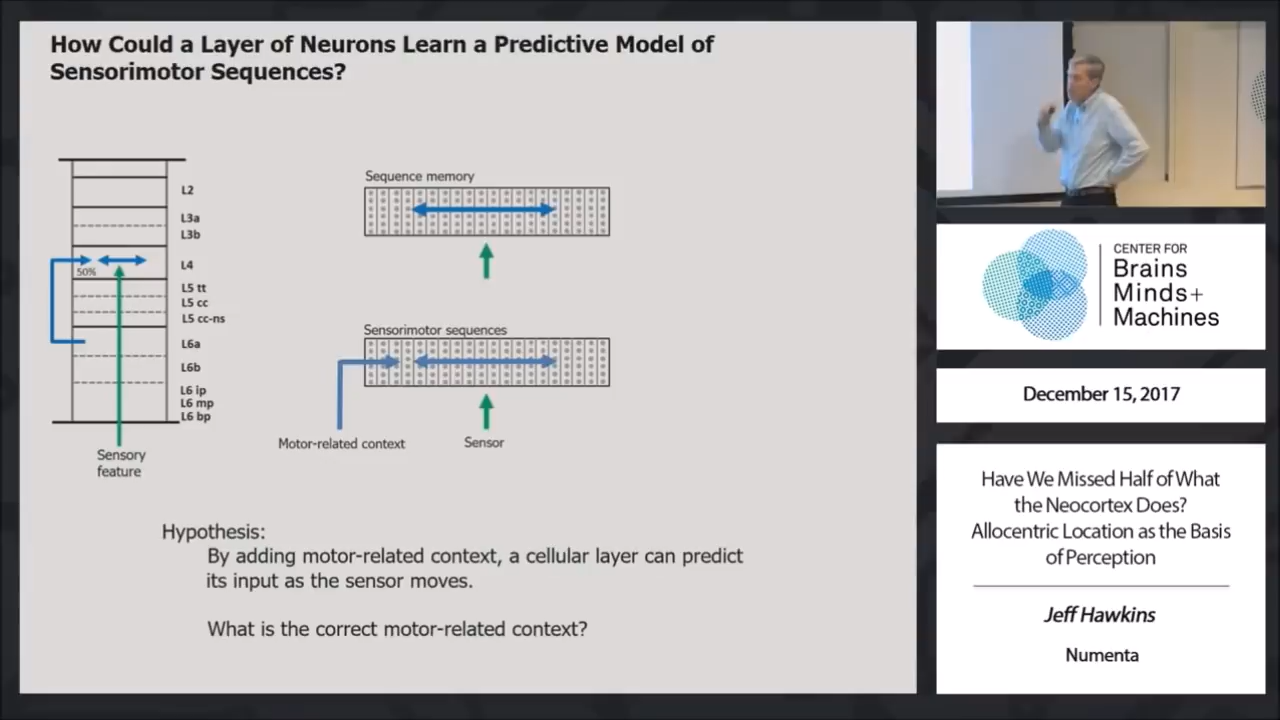 How Could a Layer of Neurons Learn a Predictive Model of
Sensorimotor Sequences?
L2
L3a
L3b
50%
L4
L5 tt
L5 cc
L5 cc-ns
L6a
L6b
L6 ip
L6 mp
L6 bp
Sensory
feature
Sequence memory
Sensorimotor sequences
Motor-related context
Sensor
Hypothesis:
By adding motor-related context, a cellular layer can predict
its input as the sensor moves.
What is the correct motor-related context?
CENTER FOR
Brains
Minds+
Machines
December 15, 2017
Have We Missed Half of What
the Neocortex Does?
Allocentric Location as the Basis
of Perception
Jeff Hawkins
Numenta